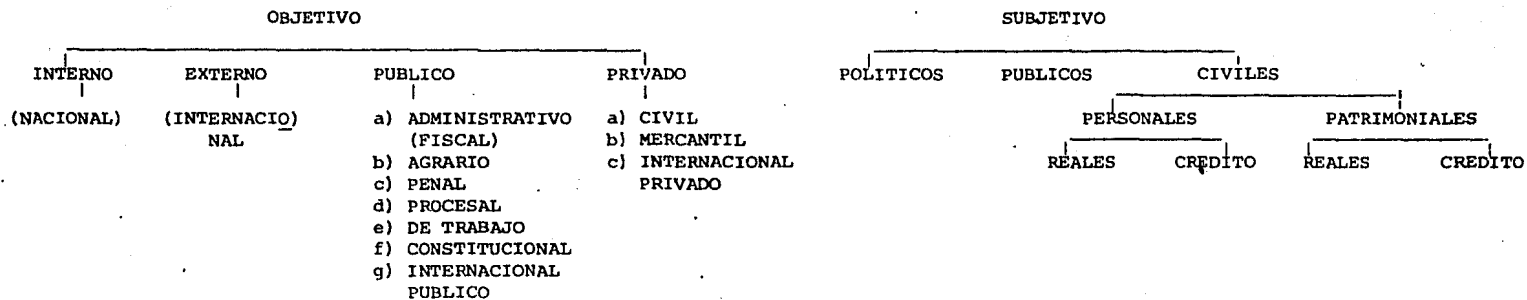 OBJETIVO SUBJETIVO
INTERNO EXTERNO PUBLICO PRIVADO POLITICOS PUBLICOS CIVILES
(NACIONAL) (INTERNACIO) a) ADMINISTRATIVO a) CIVIL PERSONALES PATRIMONIALES
NAL (FISCAL) b) MERCANTIL REALES CREDITO REALES CREDITO
b) AGRARIO c) INTERNACIONAL
c) PENAL PRIVADO
d) PROCESAL
e) DE TRABAJO
f) CONSTITUCIONAL
g) INTERNACIONAL
PUBLICO